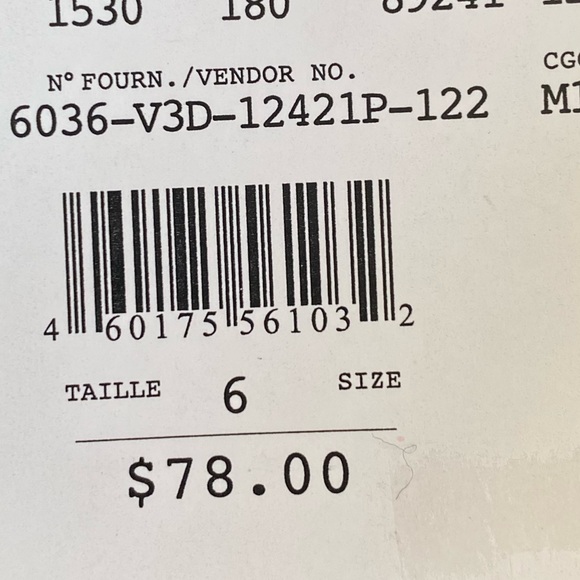 1530 180
N° FOURN./VENDOR NO.
6036-V3D-12421P-122
4 60175 56103 2
TAILLE 6 SIZE
$78.00